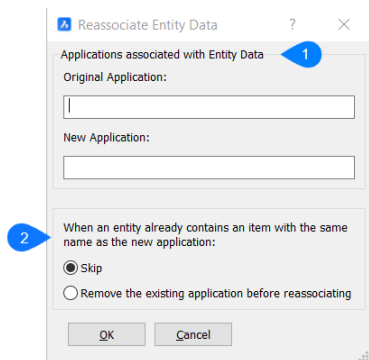 Reassociate Entity Data ? ×
Applications associated with Entity Data 1
Original Application:
New Application:
2 When an entity already contains an item with the same
name as the new application:
Skip
Remove the existing application before reassociating
OK Cancel